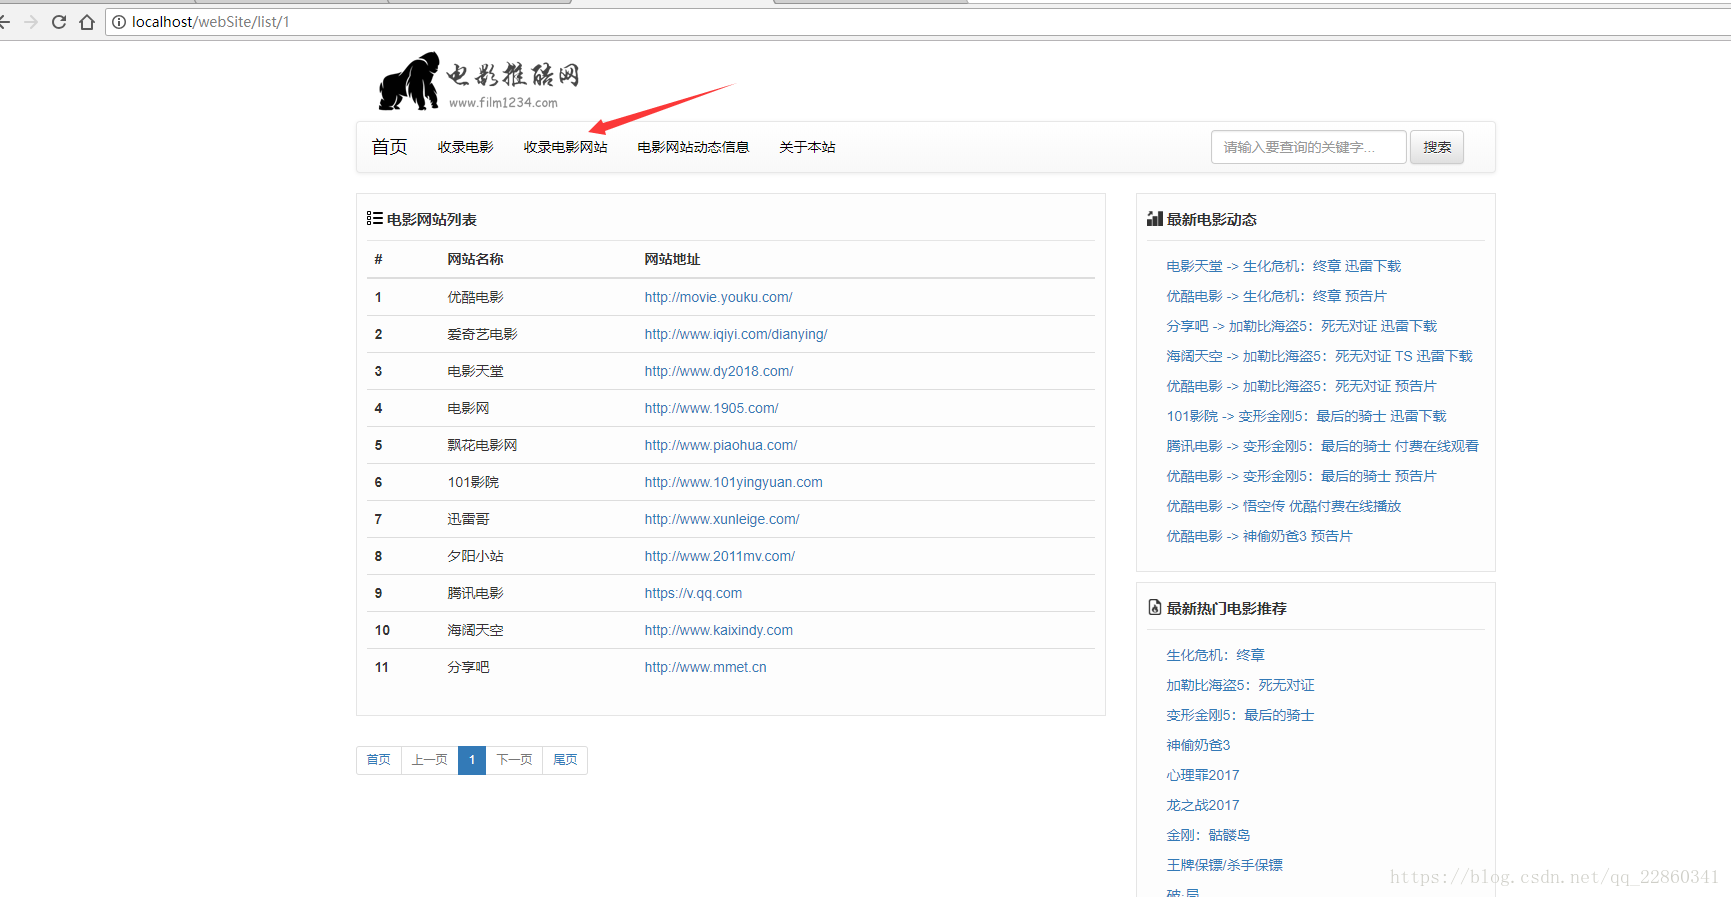 localhost/webSite/list/1
电影推酷网
www.film1234.com
首页 收录电影 收录电影网站 电影网站动态信息 关于本站 请输入要查询的关键字... 搜索
电影网站列表
# 网站名称 网站地址
1 优酷电影 http://movie.youku.com/
2 爱奇艺电影 http://www.iqiyi.com/dianying/
3 电影天堂 http://www.dy2018.com/
4 电影网 http://www.1905.com/
5 飘花电影网 http://www.piaohua.com/
6 101影院 http://www.101yingyuan.com
7 迅雷哥 http://www.xunleige.com/
8 夕阳小站 http://www.2011mv.com/
9 腾讯电影 https://v.qq.com
10 海阔天空 http://www.kaixindy.com
11 分享吧 http://www.mmet.cn
首页 上一页 1 下一页 尾页
最新电影动态
电影天堂 -> 生化危机：终章 迅雷下载
优酷电影 -> 生化危机：终章 预告片
分享吧 -> 加勒比海盗5：死无对证 迅雷下载
海阔天空 -> 加勒比海盗5：死无对证 TS 迅雷下载
优酷电影 -> 加勒比海盗5：死无对证 预告片
101影院 -> 变形金刚5：最后的骑士 迅雷下载
腾讯电影 -> 变形金刚5：最后的骑士 付费在线观看
优酷电影 -> 变形金刚5：最后的骑士 预告片
优酷电影 -> 悟空传 优酷付费在线播放
优酷电影 -> 神偷奶爸3 预告片
最新热门电影推荐
生化危机：终章
加勒比海盗5：死无对证
变形金刚5：最后的骑士
神偷奶爸3
心理罪2017
龙之战2017
金刚：骷髅岛
王牌保镖/杀手保镖
破·局
https://blog.csdn.net/qq_22860341